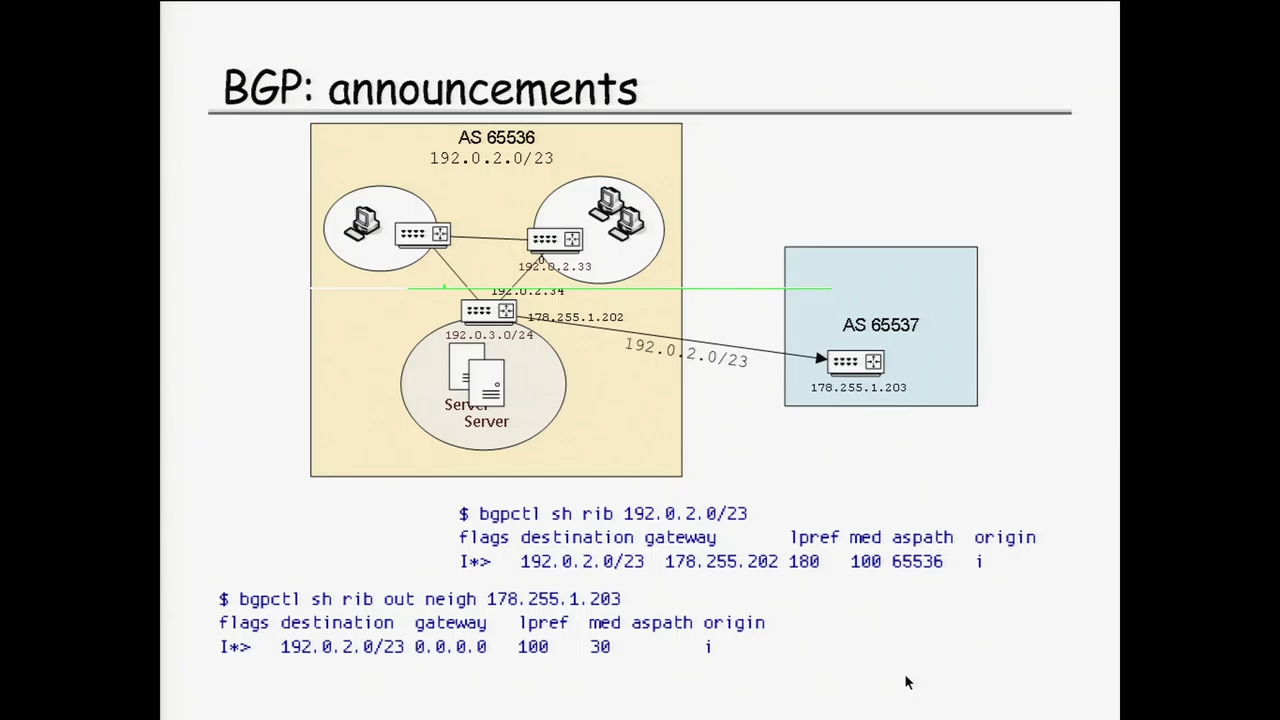 BGP: announcements
AS 65536
192.0.2.0/23
192.0.2.33
192.0.2.34
178.255.1.202
192.0.3.0/24
Server
Server
192.0.2.0/23
AS 65537
178.255.1.203
$ bgpctl sh rib 192.0.2.0/23
flags destination gateway lpref med aspath origin
I*> 192.0.2.0/23 178.255.202 180 100 65536 i
$ bgpctl sh rib out neigh 178.255.1.203
flags destination gateway lpref med aspath origin
I*> 192.0.2.0/23 0.0.0.0 100 30 i